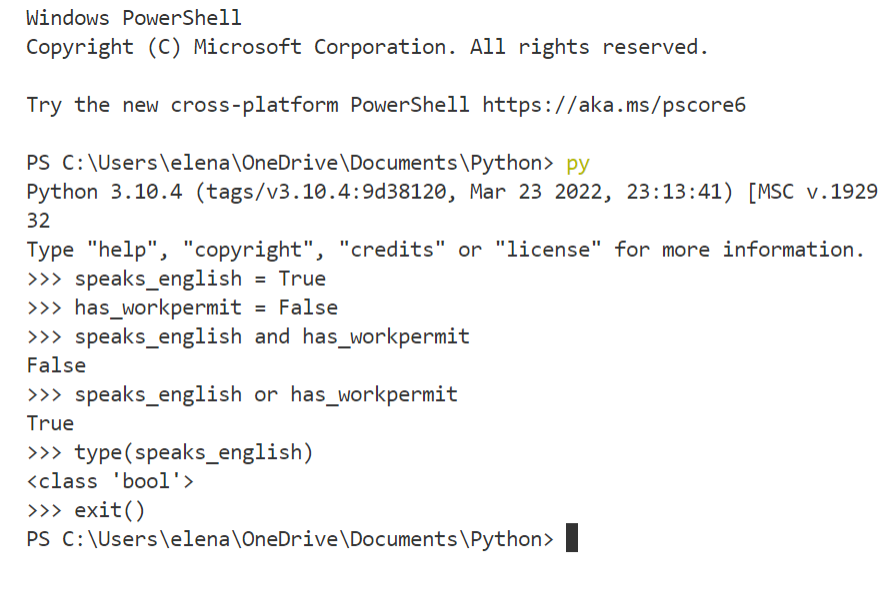 Windows PowerShell
Copyright (C) Microsoft Corporation. All rights reserved.
Try the new cross-platform PowerShell https://aka.ms/pscore6
PS C:\Users\elena\OneDrive\Documents\Python> py
Python 3.10.4 (tags/v3.10.4:9d38120, Mar 23 2022, 23:13:41) [MSC v.1929
32
Type "help", "copyright", "credits" or "license" for more information.
>>> speaks_english = True
>>> has_workpermit = False
>>> speaks_english and has_workpermit
False
>>> speaks_english or has_workpermit
True
>>> type(speaks_english)
<class 'bool'>
>>> exit()
PS C:\Users\elena\OneDrive\Documents\Python>